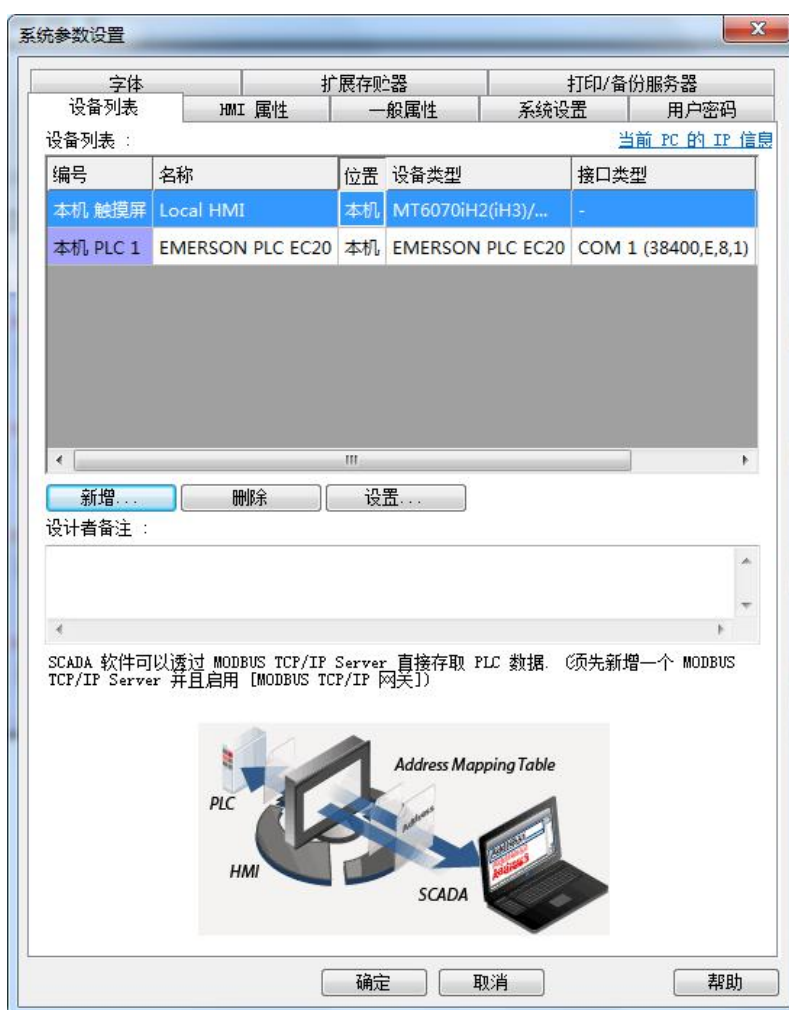 系统参数设置
字体 扩展存贮器 打印/备份服务器
设备列表 HMI 属性 一般属性 系统设置 用户密码
设备列表 : 当前 PC 的 IP 信息
编号 名称 位置 设备类型 接口类型
本机 触摸屏 Local HMI 本机 MT6070iH2(iH3)/... -
本机 PLC 1 EMERSON PLC EC20 本机 EMERSON PLC EC20 COM 1 (38400,E,8,1)
新增... 删除 设置...
设计者备注 :
SCADA 软件可以透过 MODBUS TCP/IP Server 直接存取 PLC 数据. (须先新增一个 MODBUS
TCP/IP Server 并且启用 [MODBUS TCP/IP 网关])
Address Mapping Table
PLC
Address
HMI
SCADA
确定 取消 帮助